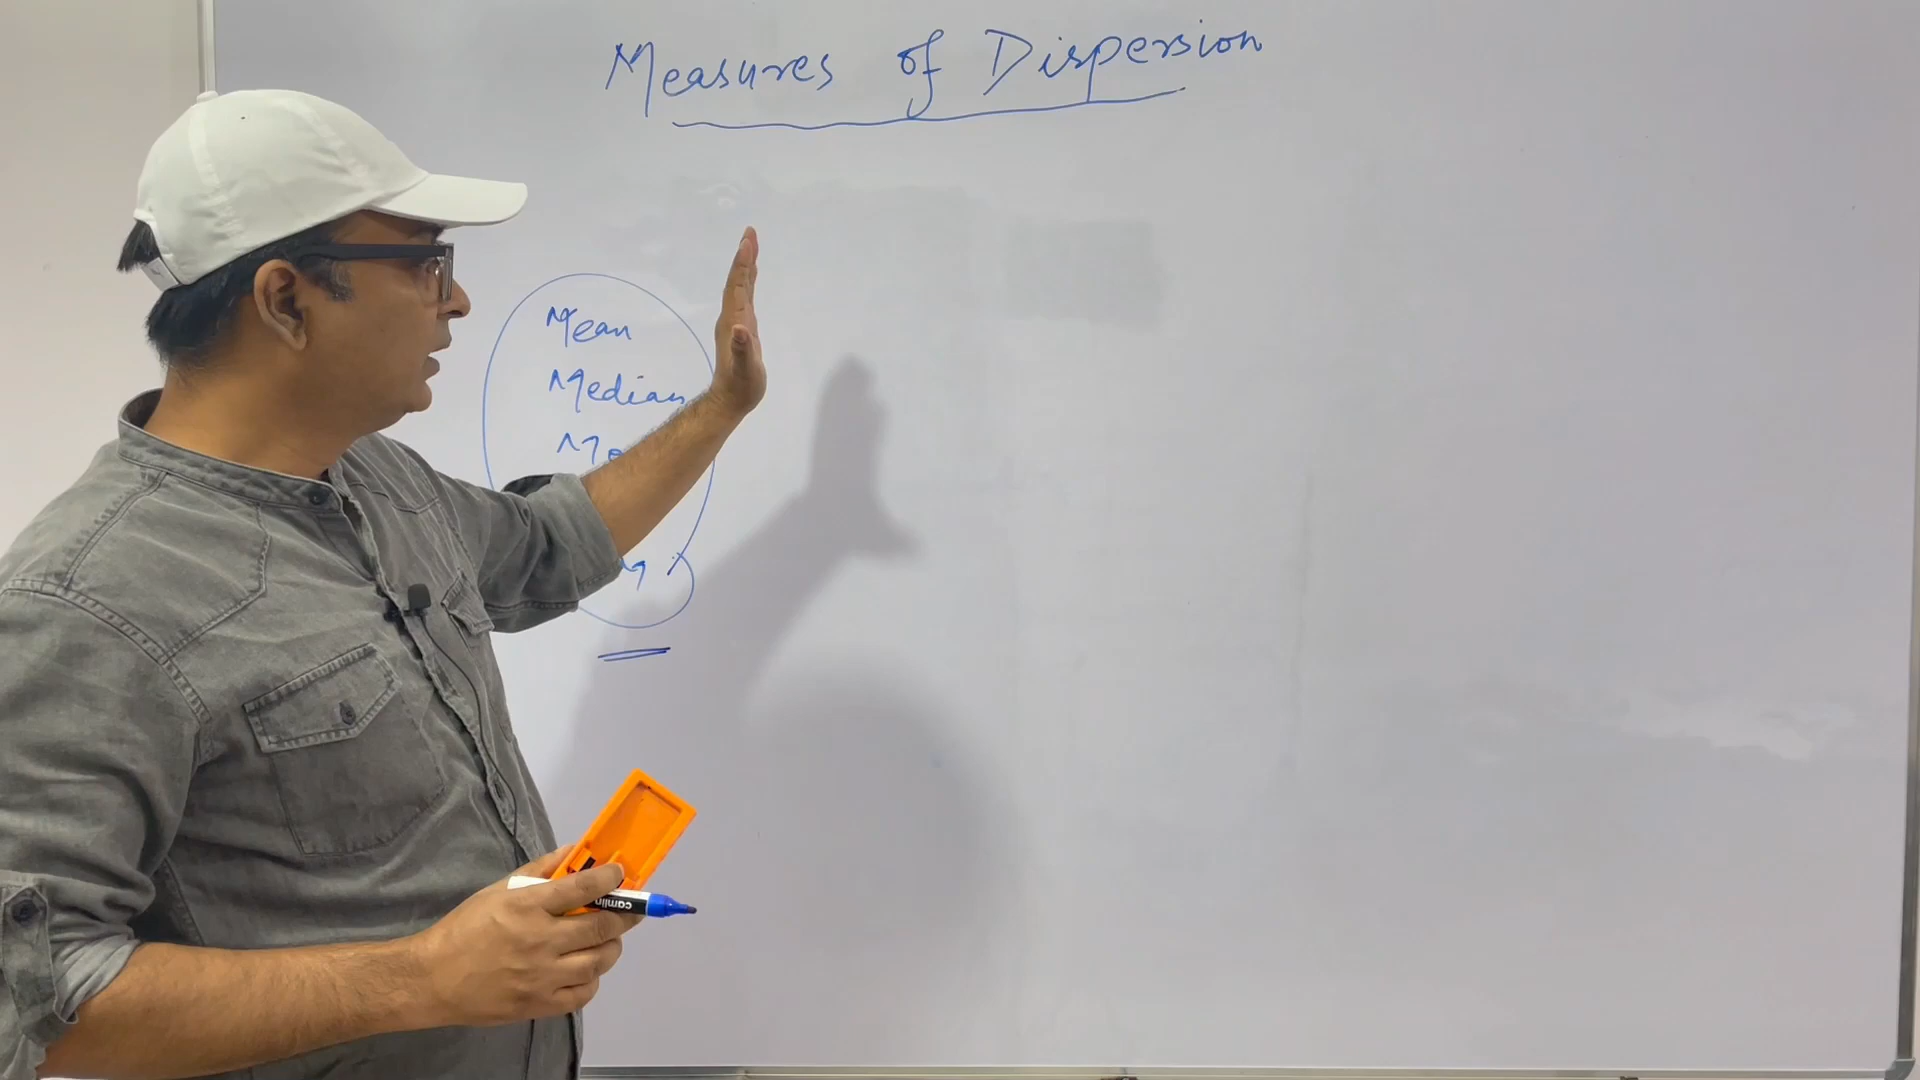 Measures of Dispersion
Mean
Median
camlin